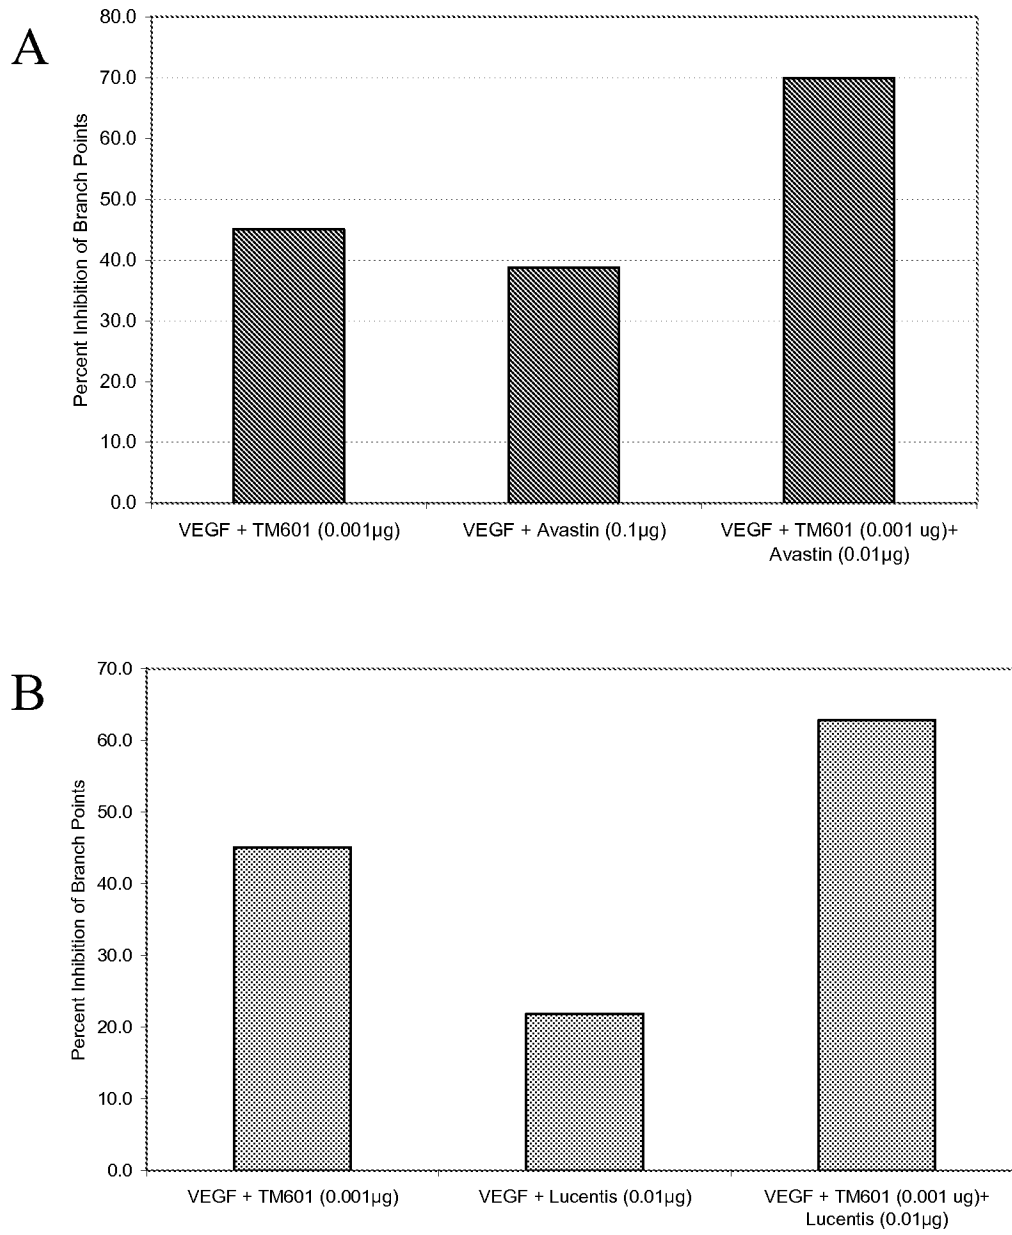 A
80.0
70.0
60.0
50.0
40.0
30.0
20.0
10.0
0.0
Percent Inhibition of Branch Points
VEGF + TM601 (0.001µg)
VEGF + Avastin (0.1µg)
VEGF + TM601 (0.001 ug)+
Avastin (0.01µg)
B
70.0
60.0
50.0
40.0
30.0
20.0
10.0
0.0
Percent Inhibition of Branch Points
VEGF + TM601 (0.001µg)
VEGF + Lucentis (0.01µg)
VEGF + TM601 (0.001 ug)+
Lucentis (0.01µg)